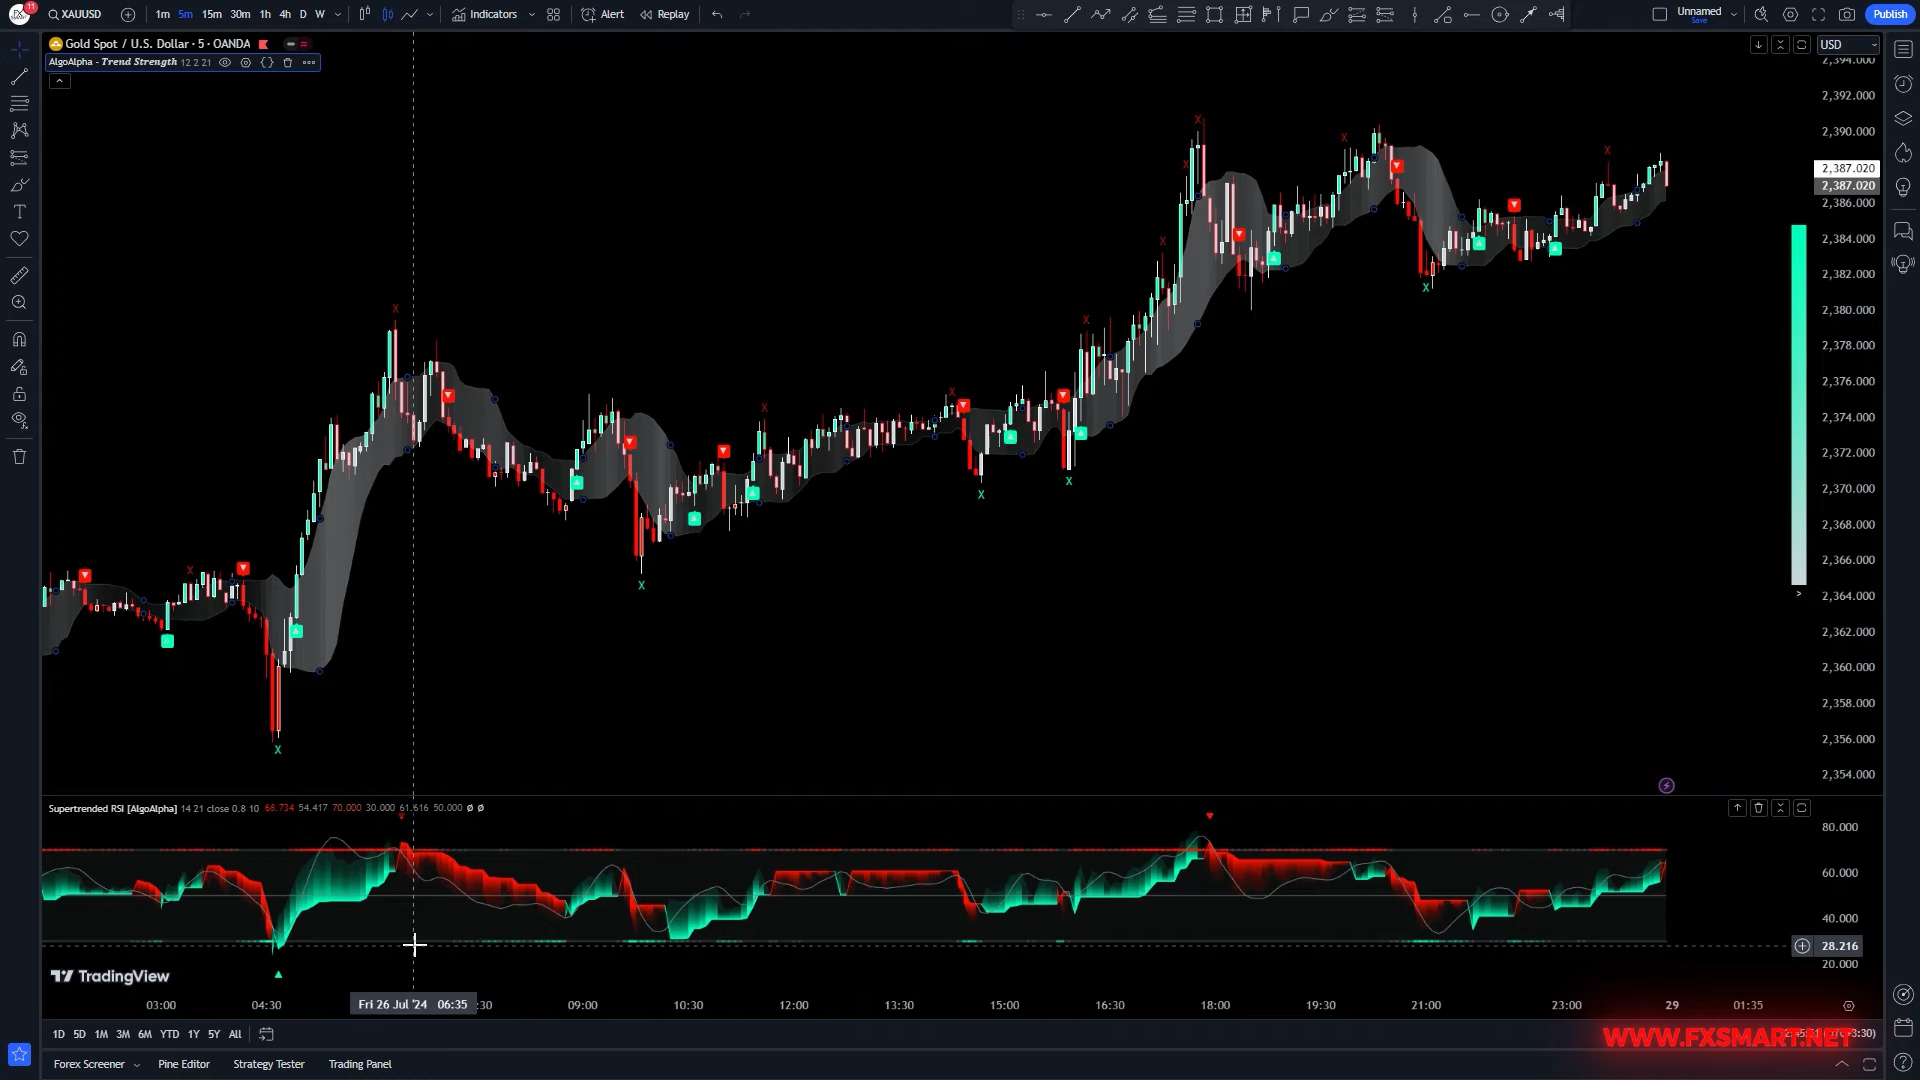 11
XAUUSD
1m 5m 15m 30m 1h 4h D W
Indicators
Alert
Replay
Unnamed
Save
Publish
Gold Spot / U.S. Dollar · 5 · OANDA
AlgoAlpha - Trend Strength 12 2 21
USD
2,394.000
2,392.000
2,390.000
2,387.020
2,387.020
2,386.000
2,384.000
2,382.000
2,380.000
2,378.000
2,376.000
2,374.000
2,372.000
2,370.000
2,368.000
2,366.000
2,364.000
2,362.000
2,360.000
2,358.000
2,356.000
2,354.000
Supertrended RSI [AlgoAlpha] 14 21 close 0.8 10 68.734 54.417 70.000 30.000 61.616 50.000 Ø Ø
80.000
60.000
40.000
28.216
20.000
TradingView
03:00 04:30 Fri 26 Jul '24 06:35 :30 09:00 10:30 12:00 13:30 15:00 16:30 18:00 19:30 21:00 23:00 29 01:35
1D 5D 1M 3M 6M YTD 1Y 5Y All
WWW.FXSMART.NET
Forex Screener Pine Editor Strategy Tester Trading Panel